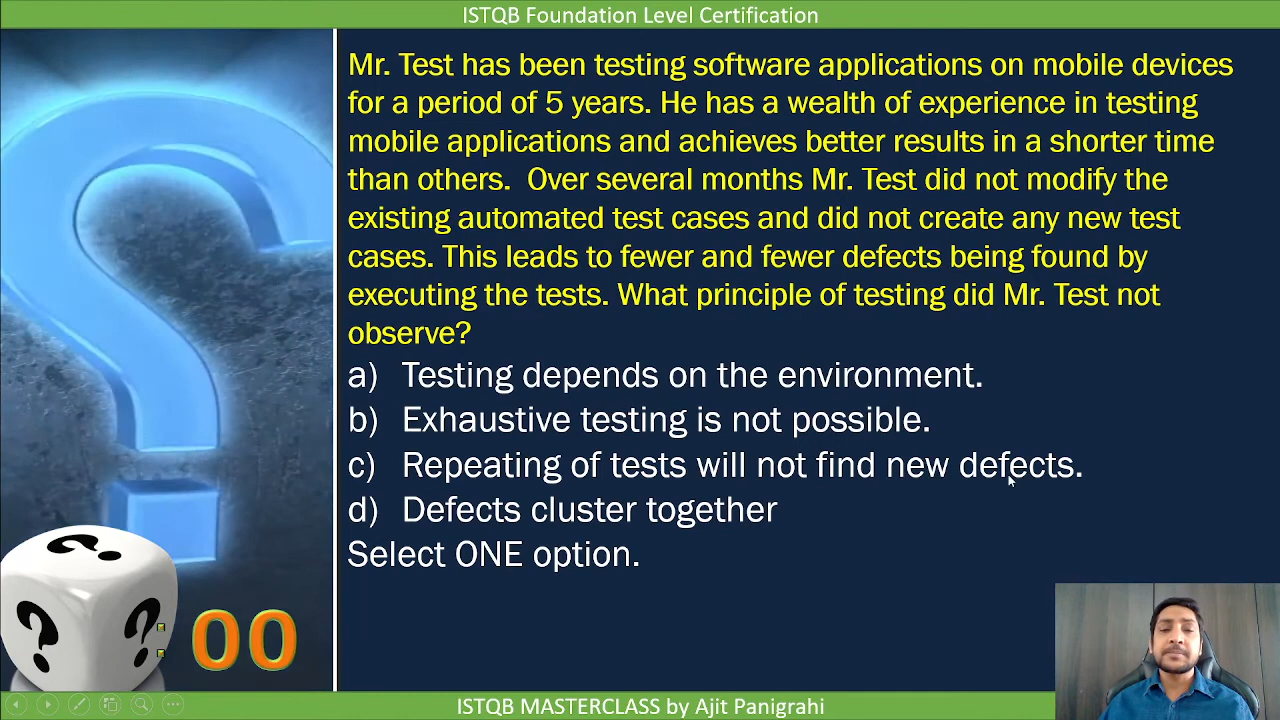 ISTQB Foundation Level Certification
Mr. Test has been testing software applications on mobile devices
for a period of 5 years. He has a wealth of experience in testing
mobile applications and achieves better results in a shorter time
than others. Over several months Mr. Test did not modify the
existing automated test cases and did not create any new test
cases. This leads to fewer and fewer defects being found by
executing the tests. What principle of testing did Mr. Test not
observe?
a) Testing depends on the environment.
b) Exhaustive testing is not possible.
c) Repeating of tests will not find new defects.
d) Defects cluster together
Select ONE option.
? ? ?
00
ISTQB MASTERCLASS by Ajit Panigrahi